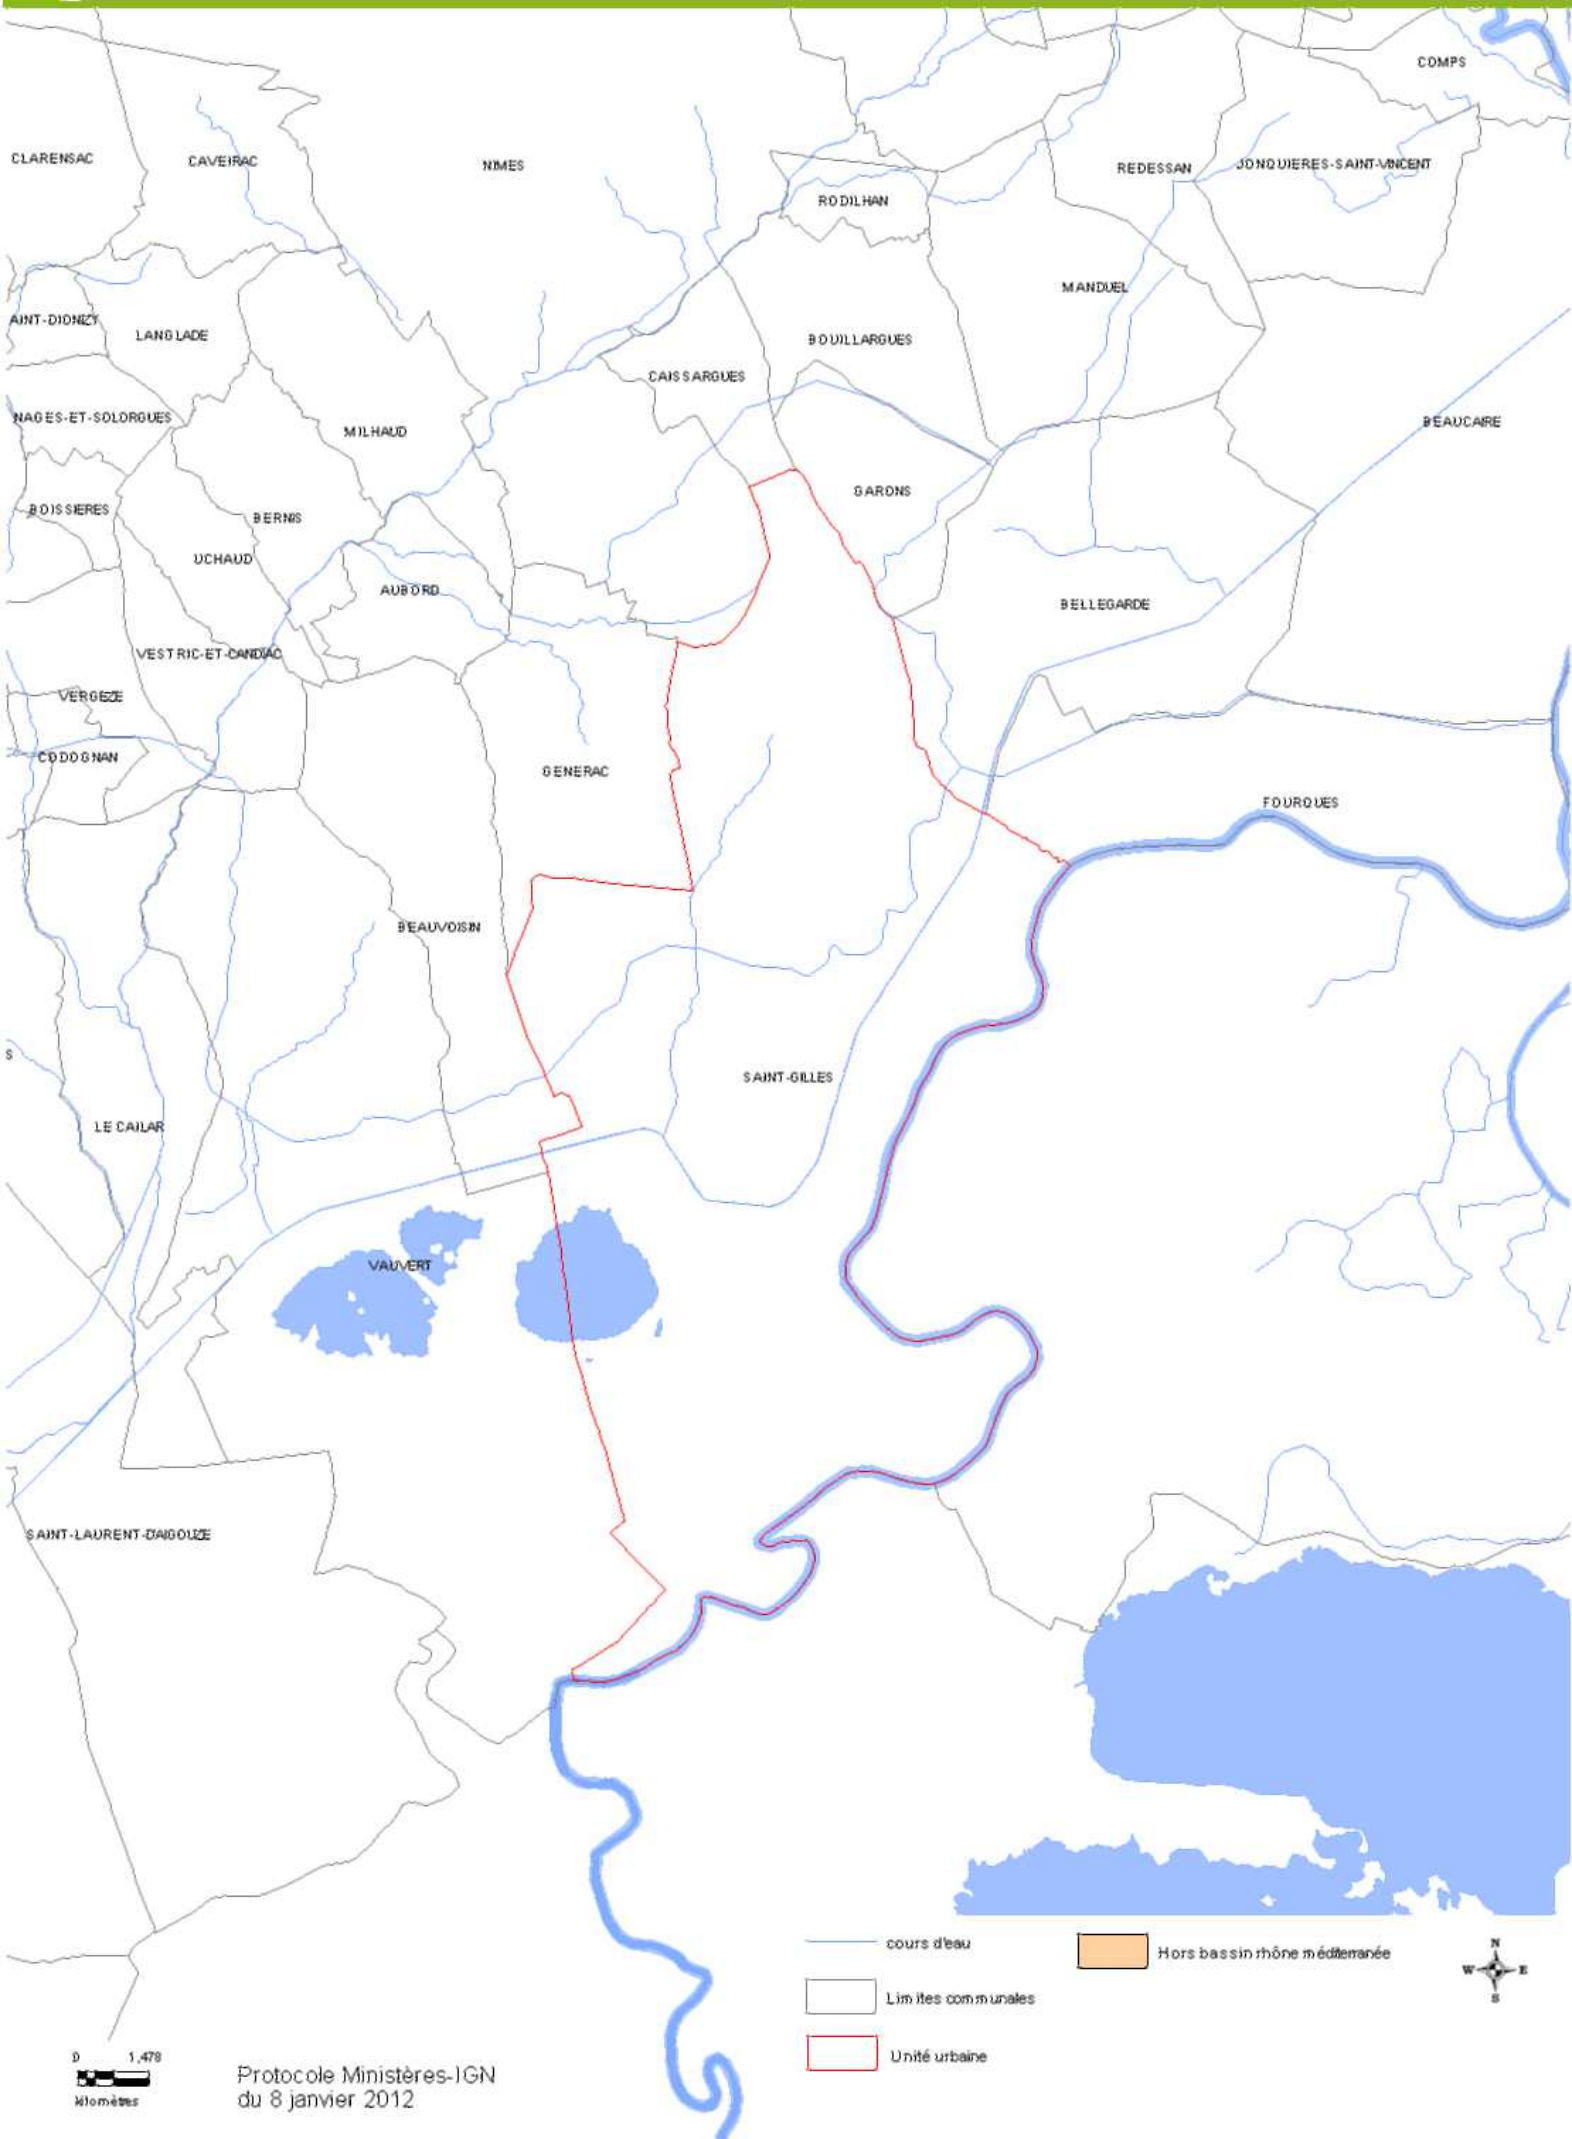 COMPS
CLARENSAC
CAVEIRAC
NIMES
REDESSAN
JONQUIERES-SAINT-VINCENT
RODILHAN
MANDUEL
AINT-DIONIZY
LANGLADE
BOUILLARGUES
CAISSARGUES
NAGES-ET-SOLORGUES
MILHAUD
BEAUCAIRE
GARONS
BOISSIERES
BERNIS
UCHAUD
AUBORD
BELLEGARDE
VESTRIC-ET-CANDIAC
VERGEZE
CODOGNAN
GENERAC
FOURQUES
BEAUVOISIN
S
SAINT-GILLES
LE CAILAR
VAUVERT
SAINT-LAURENT-D'AIGOUZE
cours d'eau
Hors bassin rhône méditerranée
Limites communales
Unité urbaine
N
W E
S
0 1,478
kilomètres
Protocole Ministères-IGN
du 8 janvier 2012